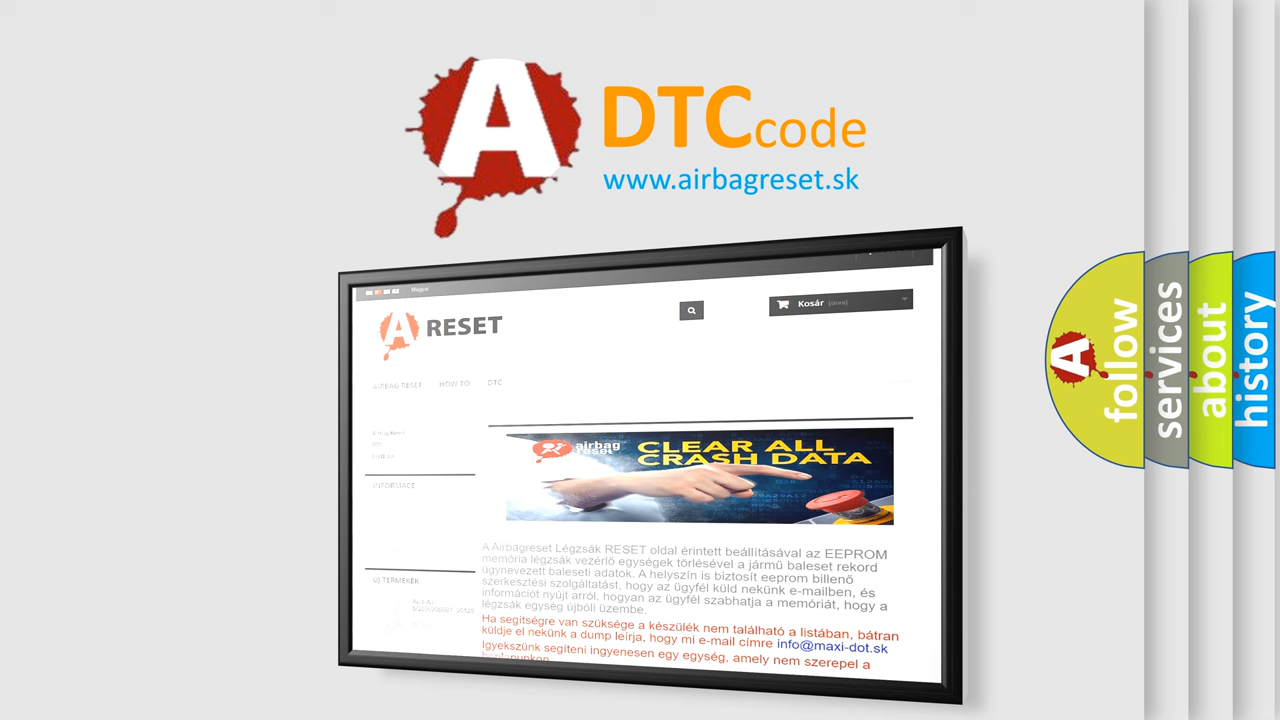 A
DTCcode
www.airbagreset.sk
Magyar
A RESET
Kosár (üres)
AIRBAG RESET HOW TO DTC
airbag reset
CLEAR ALL
CRASH DATA
INFORMACE
A Airbagreset Légzsák RESET oldal érintett beállításával az EEPROM
memória légzsák vezérlő egységek törlésével a jármű baleset rekord
úgynevezett baleseti adatok. A helyszín is biztosít eeprom billenő
szerkesztési szolgáltatást, hogy az ügyfél küld nekünk e-mailben, és
információt nyújt arról, hogyan az ügyfél szabhatja a memóriát, hogy a
légzsák egység újbóli üzembe.
ÚJ TERMÉKEK
Ha segítségre van szüksége a készülék nem található a listában, bátran
küldje el nekünk a dump leírja, hogy mi e-mail címre info@maxi-dot.sk
Igyekszünk segíteni ingyenesen egy egység, amely nem szerepel a
honlapunkon
A
follow
services
about
history